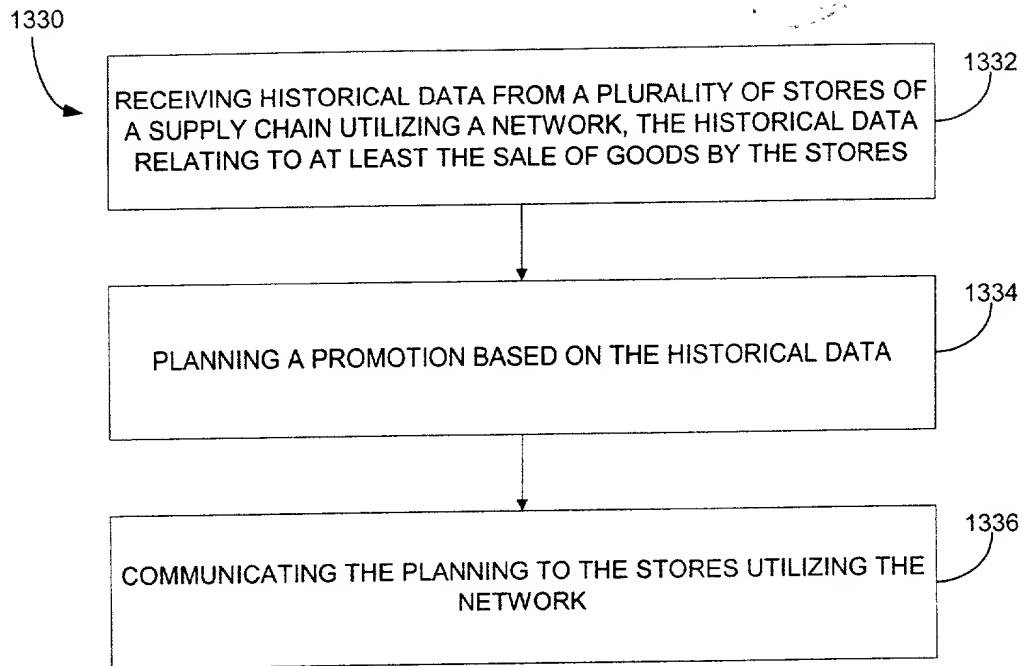 1330
1332
RECEIVING HISTORICAL DATA FROM A PLURALITY OF STORES OF
A SUPPLY CHAIN UTILIZING A NETWORK, THE HISTORICAL DATA
RELATING TO AT LEAST THE SALE OF GOODS BY THE STORES
1334
PLANNING A PROMOTION BASED ON THE HISTORICAL DATA
1336
COMMUNICATING THE PLANNING TO THE STORES UTILIZING THE
NETWORK